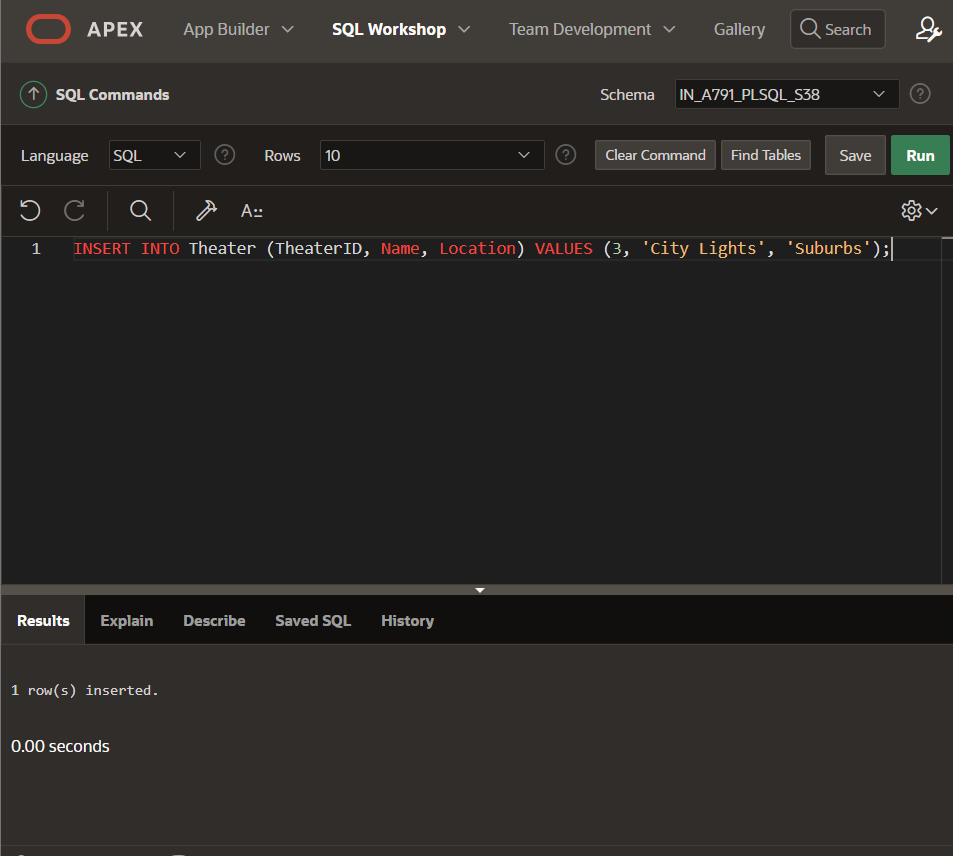 APEX App Builder SQL Workshop Team Development Gallery Search
SQL Commands Schema IN_A791_PLSQL_S38 ?
Language SQL ? Rows 10 ? Clear Command Find Tables Save Run
A::
1 INSERT INTO Theater (TheaterID, Name, Location) VALUES (3, 'City Lights', 'Suburbs');
Results Explain Describe Saved SQL History
1 row(s) inserted.
0.00 seconds